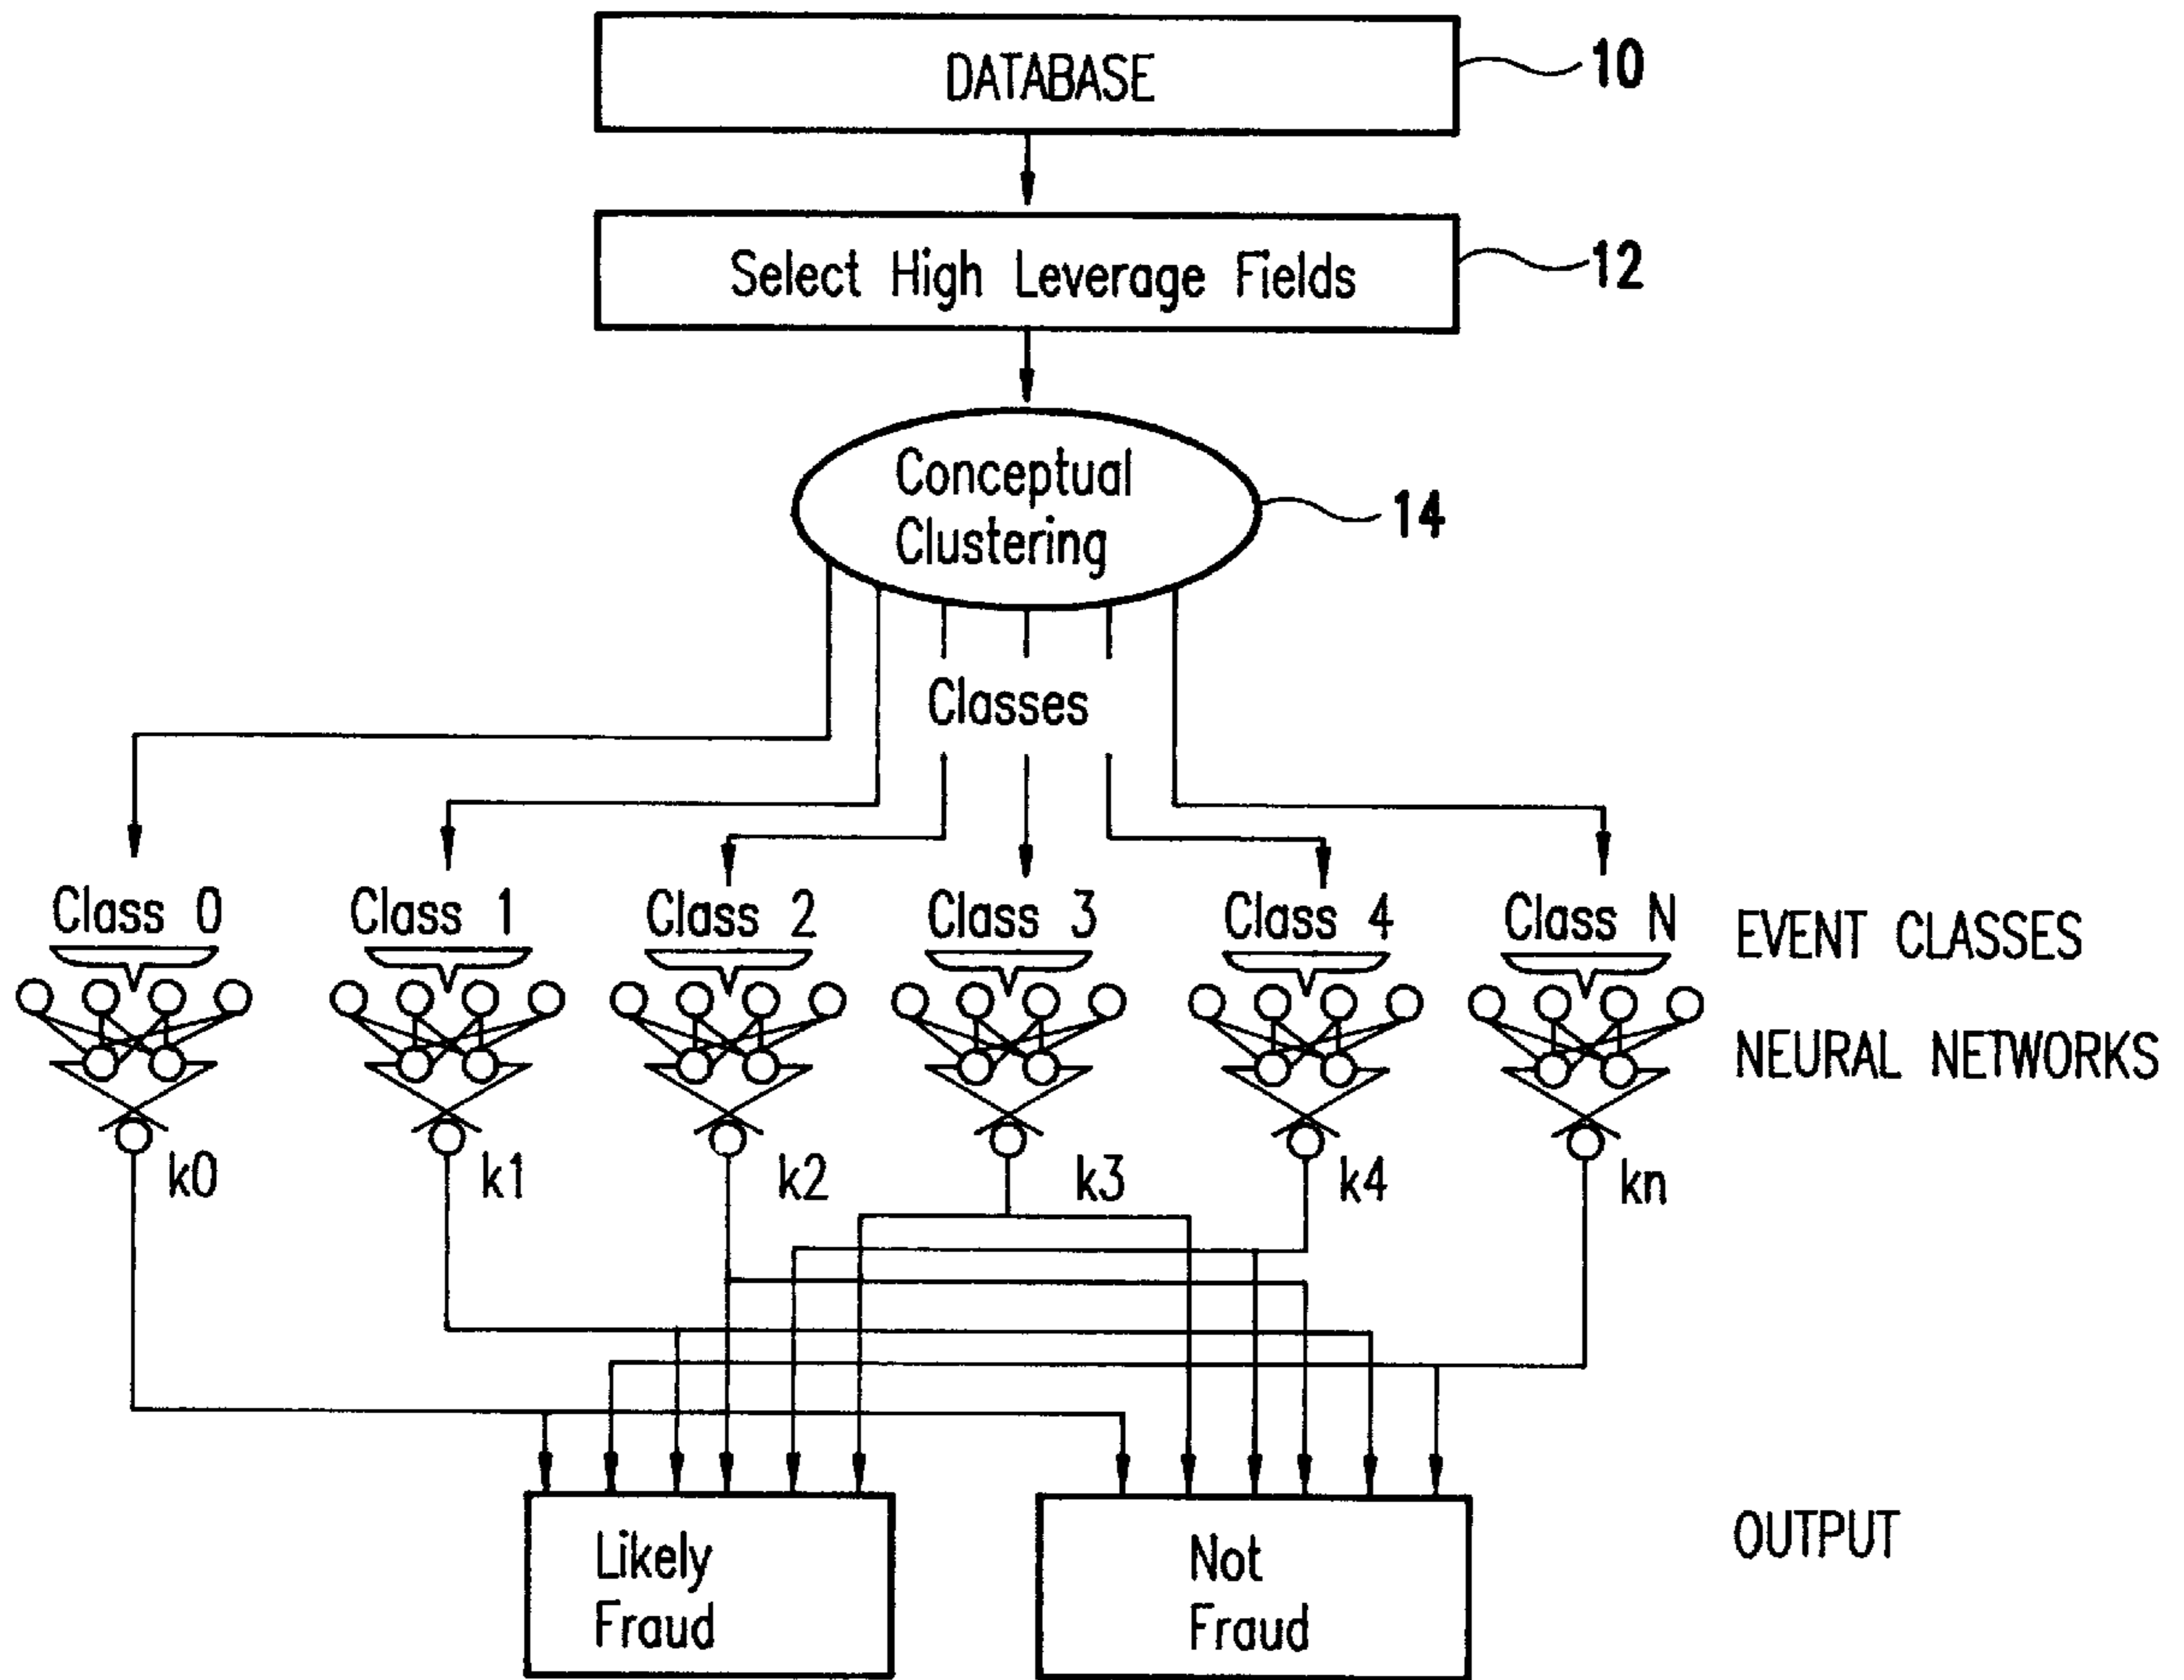 DATABASE
10
Select High Leverage Fields
12
Conceptual
Clustering
14
Classes
Class 0
Class 1
Class 2
Class 3
Class 4
Class N
EVENT CLASSES
NEURAL NETWORKS
k0
k1
k2
k3
k4
kn
Likely
Fraud
Not
Fraud
OUTPUT